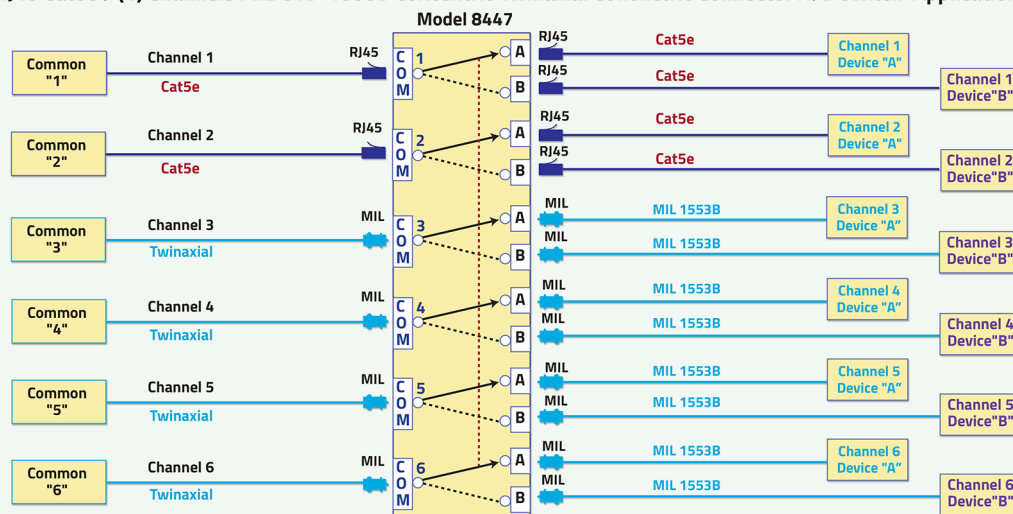 Model 8447
Common "1"
Channel 1
Cat5e
RJ45
COM
1
A
B
RJ45
Cat5e
Channel 1
Device "A"
RJ45
Cat5e
Channel 1
Device"B"
Common
"2"
Channel 2
Cat5e
RJ45
COM
2
A
B
RJ45
Cat5e
Channel 2
Device "A"
RJ45
Cat5e
Channel 2
Device"B"
Common
"3"
Channel 3
Twinaxial
MIL
COM
3
A
B
MIL
MIL 1553B
Channel 3
Device "A”
MIL
MIL 1553B
Channel 3
Device"B"
Common
"4"
Channel 4
Twinaxial
MIL
COM
4
A
B
MIL
MIL 1553B
Channel 4
Device "A”
MIL
MIL 1553B
Channel 4
Device"B"
Common
"5"
Channel 5
Twinaxial
MIL
COM
5
A
B
MIL
MIL 1553B
Channel 5
Device "A”
MIL
MIL 1553B
Channel 5
Device"B"
Common
"6"
Channel 6
Twinaxial
MIL
COM
6
A
B
MIL
MIL 1553B
Channel 6
Device "A”
MIL
MIL 1553B
Channel 6
Device"B"